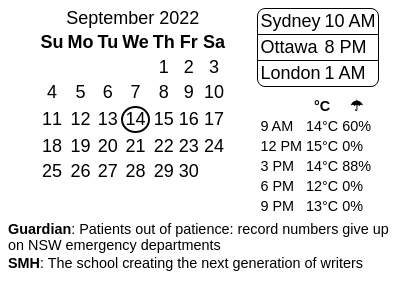 September 2022
Su Mo Tu We Th Fr Sa
1 2 3
4 5 6 7 8 9 10
11 12 13 14 15 16 17
18 19 20 21 22 23 24
25 26 27 28 29 30
Sydney 10 AM
Ottawa 8 PM
London 1 AM
°C ☂
9 AM 14°C 60%
12 PM 15°C 0%
3 PM 14°C 88%
6 PM 12°C 0%
9 PM 13°C 0%
Guardian: Patients out of patience: record numbers give up
on NSW emergency departments
SMH: The school creating the next generation of writers